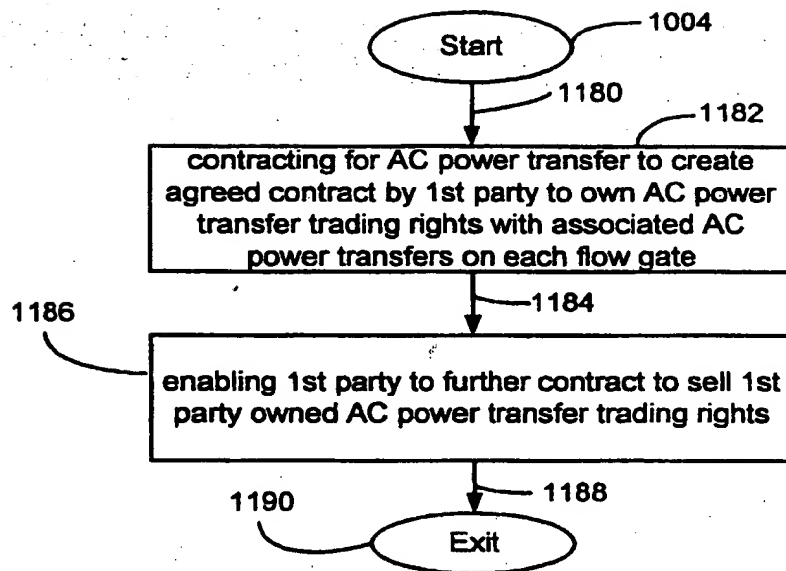 Start
1004
1180
1182
contracting for AC power transfer to create
agreed contract by 1st party to own AC power
transfer trading rights with associated AC
power transfers on each flow gate
1184
1186
enabling 1st party to further contract to sell 1st
party owned AC power transfer trading rights
1188
1190
Exit